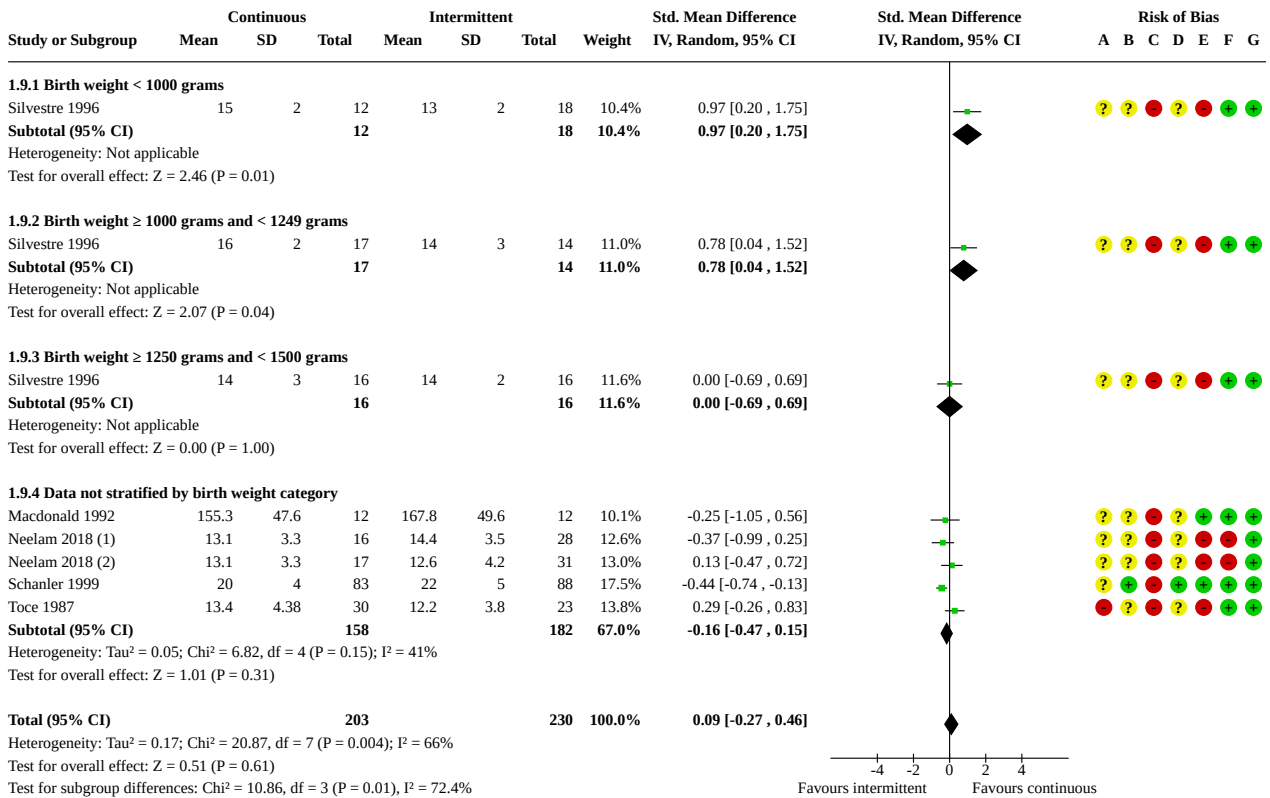 Continuous Intermittent Std. Mean Difference Std. Mean Difference Risk of Bias
Study or Subgroup Mean SD Total Mean SD Total Weight IV, Random, 95% CI IV, Random, 95% CI A B C D E F G
1.9.1 Birth weight < 1000 grams
Silvestre 1996 15 2 12 13 2 18 10.4% 0.97 [0.20 , 1.75] ? ? - ? - + +
Subtotal (95% CI) 12 18 10.4% 0.97 [0.20 , 1.75]
Heterogeneity: Not applicable
Test for overall effect: Z = 2.46 (P = 0.01)
1.9.2 Birth weight ≥ 1000 grams and < 1249 grams
Silvestre 1996 16 2 17 14 3 14 11.0% 0.78 [0.04 , 1.52] ? ? - ? - + +
Subtotal (95% CI) 17 14 11.0% 0.78 [0.04 , 1.52]
Heterogeneity: Not applicable
Test for overall effect: Z = 2.07 (P = 0.04)
1.9.3 Birth weight ≥ 1250 grams and < 1500 grams
Silvestre 1996 14 3 16 14 2 16 11.6% 0.00 [-0.69 , 0.69] ? ? - ? - + +
Subtotal (95% CI) 16 16 11.6% 0.00 [-0.69 , 0.69]
Heterogeneity: Not applicable
Test for overall effect: Z = 0.00 (P = 1.00)
1.9.4 Data not stratified by birth weight category
Macdonald 1992 155.3 47.6 12 167.8 49.6 12 10.1% -0.25 [-1.05 , 0.56] ? ? - ? + + +
Neelam 2018 (1) 13.1 3.3 16 14.4 3.5 28 12.6% -0.37 [-0.99 , 0.25] ? ? - ? - - +
Neelam 2018 (2) 13.1 3.3 17 12.6 4.2 31 13.0% 0.13 [-0.47 , 0.72] ? ? - ? - - +
Schanler 1999 20 4 83 22 5 88 17.5% -0.44 [-0.74 , -0.13] ? + - + + + +
Toce 1987 13.4 4.38 30 12.2 3.8 23 13.8% 0.29 [-0.26 , 0.83] - ? - ? - + +
Subtotal (95% CI) 158 182 67.0% -0.16 [-0.47 , 0.15]
Heterogeneity: Tau² = 0.05; Chi² = 6.82, df = 4 (P = 0.15); I² = 41%
Test for overall effect: Z = 1.01 (P = 0.31)
Total (95% CI) 203 230 100.0% 0.09 [-0.27 , 0.46]
Heterogeneity: Tau² = 0.17; Chi² = 20.87, df = 7 (P = 0.004); I² = 66%
Test for overall effect: Z = 0.51 (P = 0.61) -4 -2 0 2 4
Test for subgroup differences: Chi² = 10.86, df = 3 (P = 0.01), I² = 72.4% Favours intermittent Favours continuous